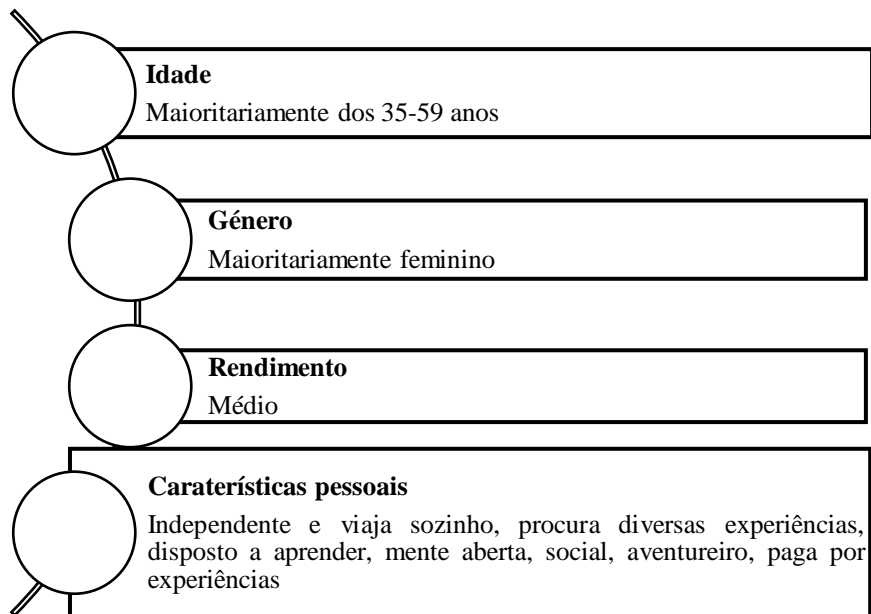 Idade
Maioritariamente dos 35-59 anos
Género
Maioritariamente feminino
Rendimento
Médio
Caraterísticas pessoais
Independente e viaja sozinho, procura diversas experiências,
disposto a aprender, mente aberta, social, aventureiro, paga por
experiências